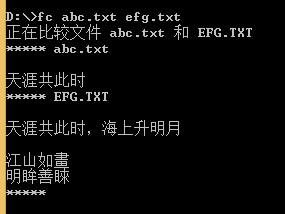 D:\>fc abc.txt efg.txt
正在比较文件 abc.txt 和 EFG.TXT
***** abc.txt
天涯共此时
***** EFG.TXT
天涯共此时，海上升明月
江山如畫
明眸善睐
*****